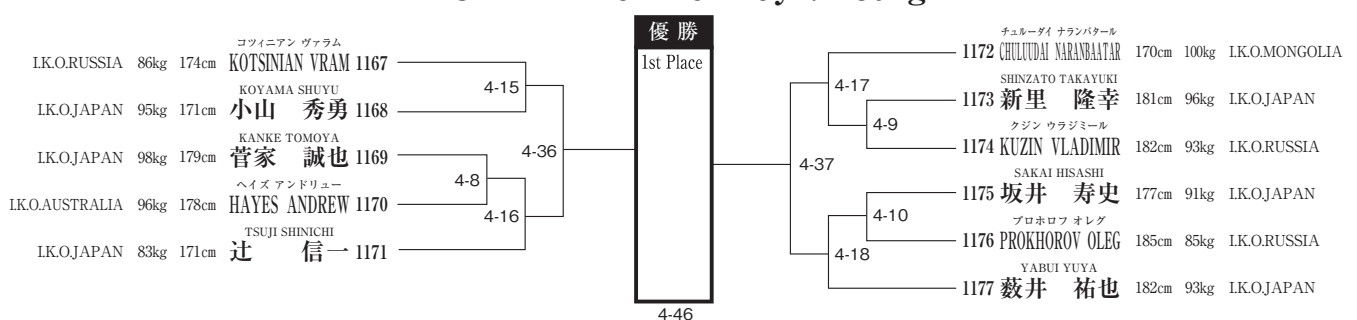 優勝
1st Place
コツィニアン ヴァラム
I.K.O.RUSSIA 86kg 174cm KOTSINIAN VRAM 1167
4-15
KOYAMA SHUYU
I.K.O.JAPAN 95kg 171cm 小山 秀勇 1168
4-36
KANKE TOMOYA
I.K.O.JAPAN 98kg 179cm 菅家 誠也 1169
4-8
ヘイズ アンドリュー
I.K.O.AUSTRALIA 96kg 178cm HAYES ANDREW 1170
4-16
TSUJI SHINICHI
I.K.O.JAPAN 83kg 171cm 辻 信一 1171
チュルーダイ ナランバタール
1172 CHULUUDAI NARANBAATAR 170cm 100kg I.K.O.MONGOLIA
4-17
SHINZATO TAKAYUKI
1173 新里 隆幸 181cm 96kg I.K.O.JAPAN
4-9
クジン ウラジミール
1174 KUZIN VLADIMIR 182cm 93kg I.K.O.RUSSIA
4-37
SAKAI HISASHI
1175 坂井 寿史 177cm 91kg I.K.O.JAPAN
4-10
プロホロフ オレグ
1176 PROKHOROV OLEG 185cm 85kg I.K.O.RUSSIA
4-18
YABUI YUYA
1177 薮井 祐也 182cm 93kg I.K.O.JAPAN
4-46